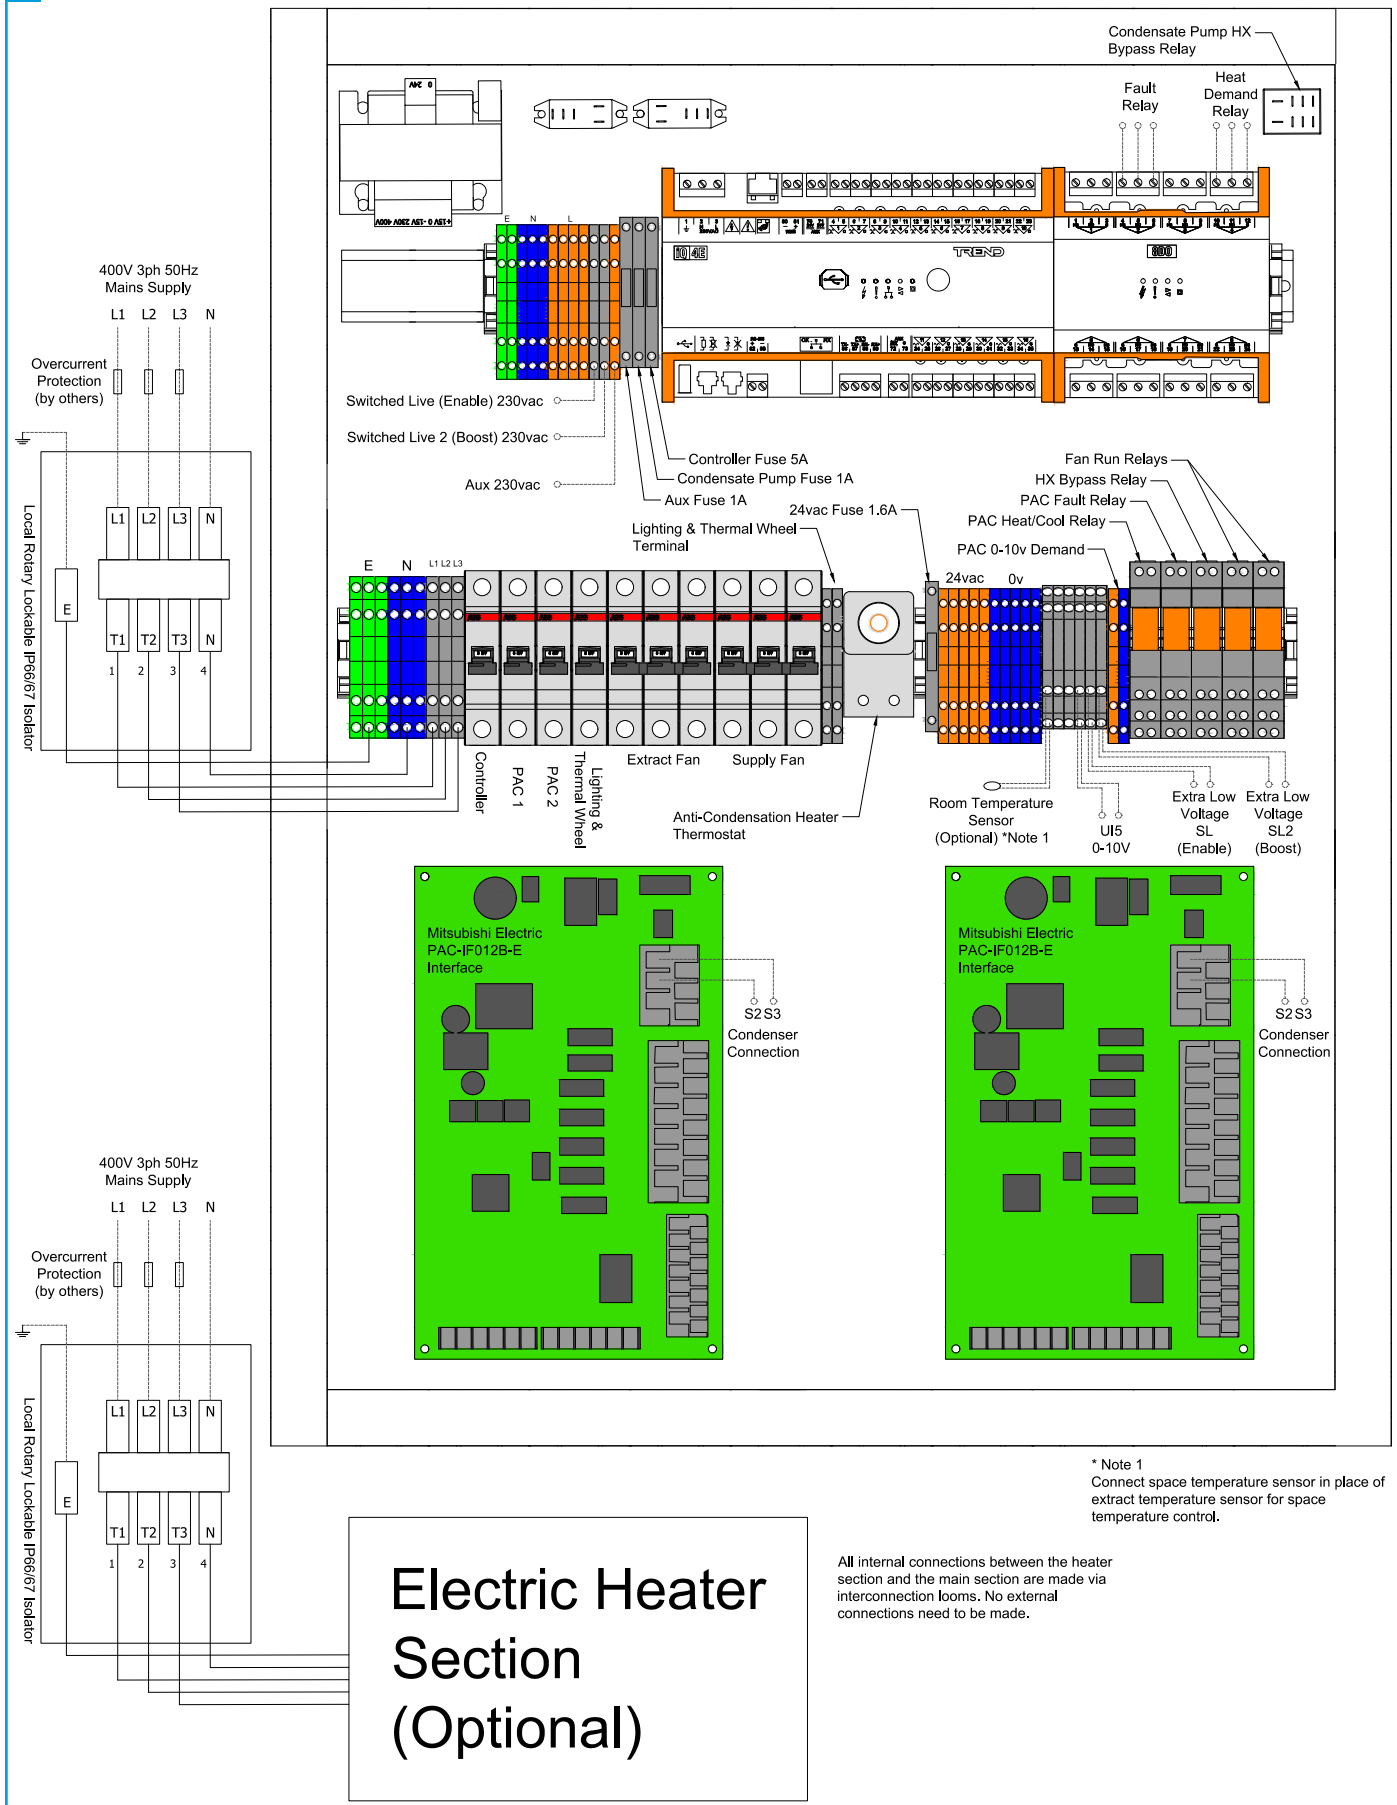 Condensate Pump HX
Bypass Relay
Fault
Relay
Heat
Demand
Relay
0 24V
+15V 0 -15V 230V 400V
E N L
TREND
IQ 4E
800
400V 3ph 50Hz
Mains Supply
L1 L2 L3 N
Overcurrent
Protection
(by others)
Switched Live (Enable) 230vac
Switched Live 2 (Boost) 230vac
Aux 230vac
Controller Fuse 5A
Condensate Pump Fuse 1A
Aux Fuse 1A
24vac Fuse 1.6A
Lighting & Thermal Wheel
Terminal
Fan Run Relays
HX Bypass Relay
PAC Fault Relay
PAC Heat/Cool Relay
PAC 0-10v Demand
24vac 0v
Local Rotary Lockable IP66/67 Isolator
L1 L2 L3 N
E
T1 T2 T3 N
1 2 3 4
E N L1 L2 L3
Controller
PAC 1
PAC 2
Lighting &
Thermal Wheel
Extract Fan
Supply Fan
Anti-Condensation Heater
Thermostat
Room Temperature
Sensor
(Optional) *Note 1
UI5
0-10V
Extra Low
Voltage
SL
(Enable)
Extra Low
Voltage
SL2
(Boost)
Mitsubishi Electric
PAC-IF012B-E
Interface
S2 S3
Condenser
Connection
Mitsubishi Electric
PAC-IF012B-E
Interface
S2 S3
Condenser
Connection
400V 3ph 50Hz
Mains Supply
L1 L2 L3 N
Overcurrent
Protection
(by others)
Local Rotary Lockable IP66/67 Isolator
L1 L2 L3 N
E
T1 T2 T3 N
1 2 3 4
* Note 1
Connect space temperature sensor in place of
extract temperature sensor for space
temperature control.
Electric Heater
Section
(Optional)
All internal connections between the heater
section and the main section are made via
interconnection looms. No external
connections need to be made.